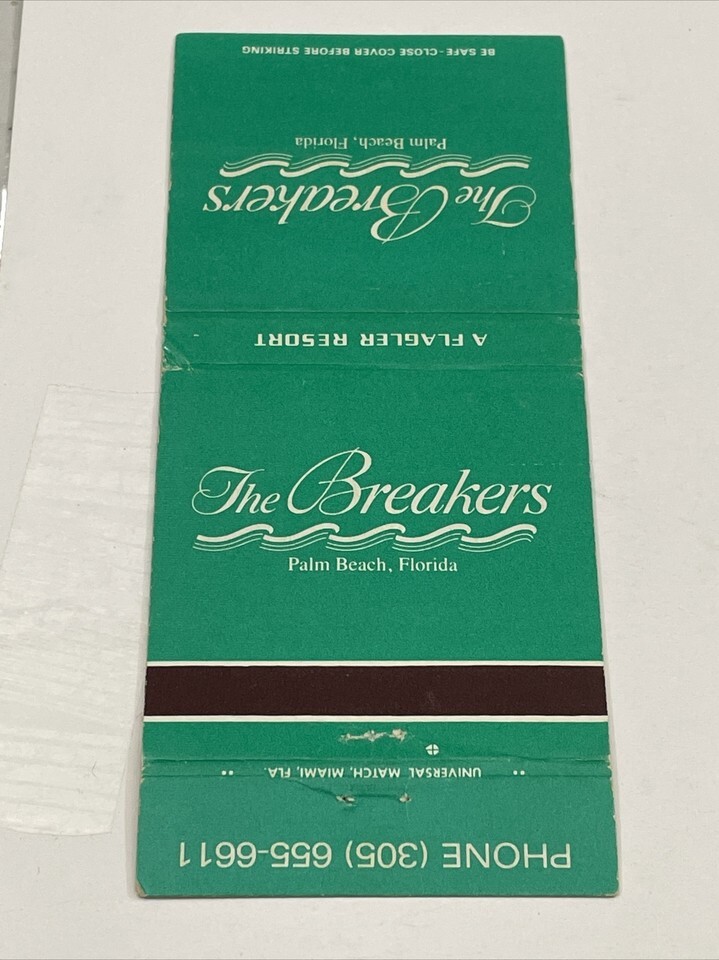 BE SAFE-CLOSE COVER BEFORE STRIKING
Palm Beach, Florida
The Breakers
A FLAGLER RESORT
The Breakers
Palm Beach, Florida
UNIVERSAL MATCH, MIAMI, FLA.
PHONE (305) 655-6611